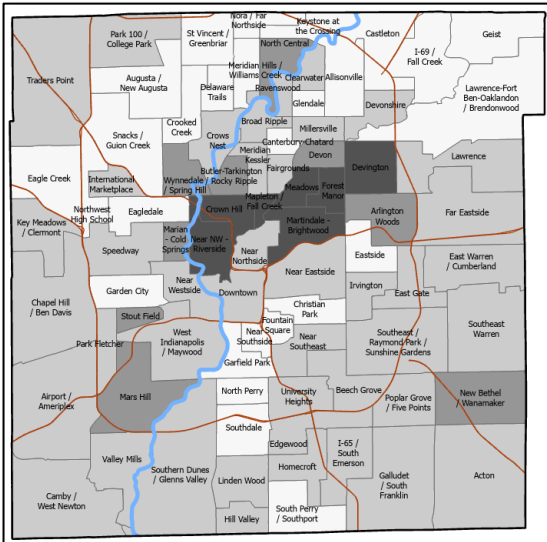 Nora / Far
Northside
Keystone at
the Crossing
Park 100 /
College Park
St Vincent /
Greenbriar
North Central
Castleton
Geist
I-69 /
Fall Creek
Traders Point
Augusta /
New Augusta
Meridian Hills /
Williams Creek
Ravenswood
Clearwater
Allisonville
Delaware
Trails
Glendale
Devonshire
Lawrence-Fort
Ben-Oaklandon
/ Brendonwood
Snacks /
Guion Creek
Crooked
Creek
Crows
Nest
Broad Ripple
Millersville
Canterbury-Chatard
Meridian
Kessler
Devon
Lawrence
Eagle Creek
International
Marketplace
Wynnedale
/ Spring Hill
Butler-Tarkington
/ Rocky Ripple
Fairgrounds
Devington
Meadows
Forest
Manor
Key Meadows
/ Clermont
Northwest
High School
Eagledale
Crown Hill
Mapleton /
Fall Creek
Martindale -
Brightwood
Arlington
Woods
Far Eastside
Speedway
Marian
- Cold
Springs
Near NW -
Riverside
Near
Northside
Near Eastside
Eastside
East Warren
/ Cumberland
Chapel Hill
/ Ben Davis
Garden City
Near
Westside
Downtown
Christian
Park
Irvington
East Gate
Stout Field
Fountain
Square
Park Fletcher
West
Indianapolis
/ Maywood
Near
Southside
Near
Southeast
Southeast /
Raymond Park /
Sunshine Gardens
Southeast
Warren
Garfield Park
Airport /
Ameriplex
Mars Hill
North Perry
University
Heights
Beech Grove
Poplar Grove
/ Five Points
New Bethel
/ Wanamaker
Southdale
Edgewood
I-65 /
South
Emerson
Valley Mills
Southern Dunes
/ Glenns Valley
Linden Wood
Homecroft
Galludet /
South
Franklin
Acton
Camby /
West Newton
Hill Valley
South Perry
/ Southport